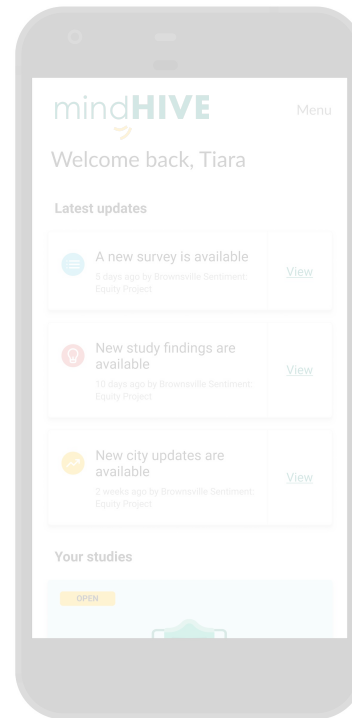 mindHIVE
Menu
Welcome back, Tiara
Latest updates
A new survey is available
5 days ago by Brownsville Sentiment:
Equity Project
View
New study findings are
available
10 days ago by Brownsville Sentiment:
Equity Project
View
New city updates are
available
2 weeks ago by Brownsville Sentiment:
Equity Project
View
Your studies
OPEN